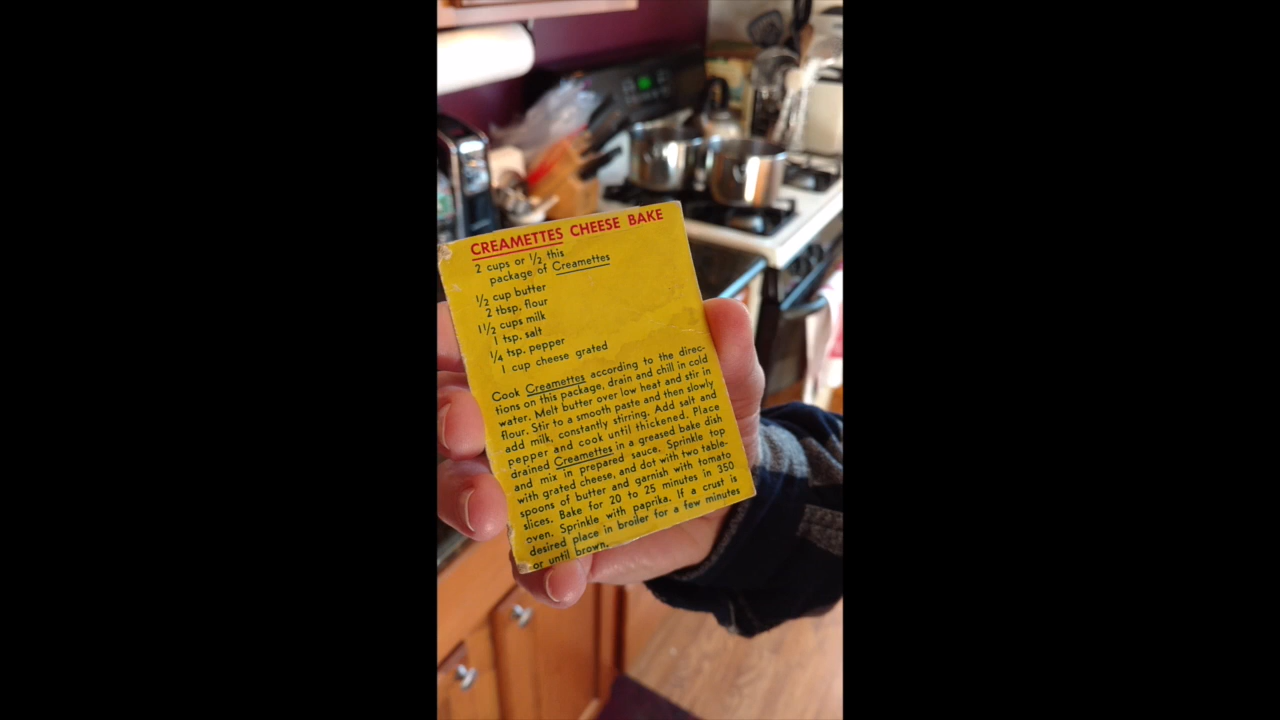 CREAMETTES CHEESE BAKE
2 cups or 1/2 this
package of Creamettes
1/2 cup butter
2 tbsp. flour
1 1/2 cups milk
1 tsp. salt
1/4 tsp. pepper
1 cup cheese grated
Cook Creamettes according to the direc-
tions on this package, drain and chill in cold
water. Melt butter over low heat and stir in
flour. Stir to a smooth paste and then slowly
add milk, constantly stirring. Add salt and
pepper and cook until thickened. Place
drained Creamettes in a greased bake dish
and mix in prepared sauce. Sprinkle top
with grated cheese, and dot with two table-
spoons of butter and garnish with tomato
slices. Bake for 20 to 25 minutes in 350
oven. Sprinkle with paprika. If a crust is
desired place in broiler for a few minutes
or until brown.